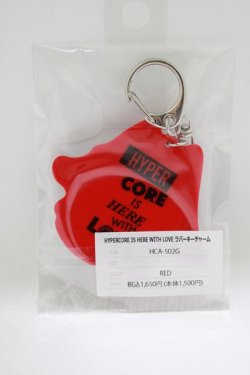 HYPER
CORE
IS
HERE
WITH
HYPERCORE IS HERE WITH LOVE ラバーキーチャーム
HCA-502G
RED
税込1,650円 (本体1,500円)